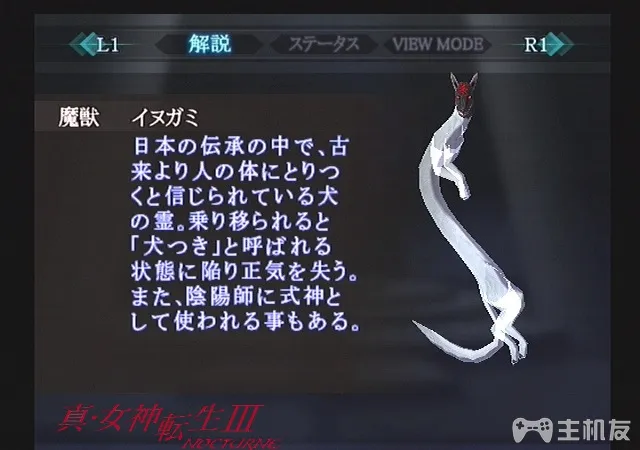 L1 解説 ステータス VIEW MODE R1
魔獣 イヌガミ
日本の伝承の中で、古
来より人の体にとりつ
くと信じられている犬
の霊。乗り移られると
「犬つき」と呼ばれる
状態に陥り正気を失う。
また、陰陽師に式神と
して使われる事もある。
真・女神転生III
NOCTURNE
主机友